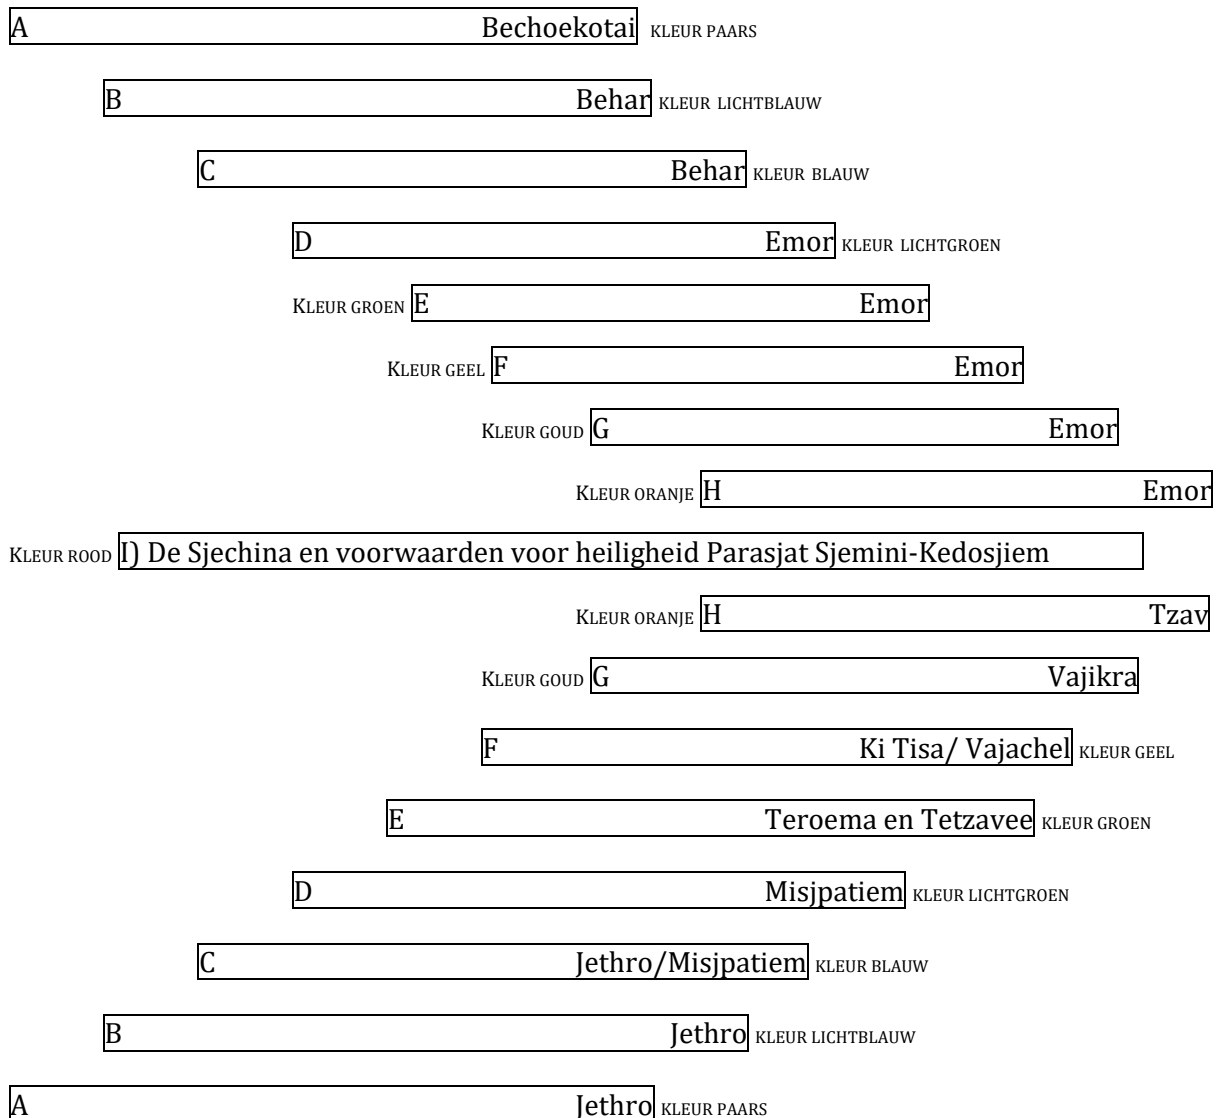 A Bechoekotai KLEUR PAARS
B Behar KLEUR LICHTBLAUW
C Behar KLEUR BLAUW
D Emor KLEUR LICHTGROEN
KLEUR GROEN E Emor
KLEUR GEEL F Emor
KLEUR GOUD G Emor
KLEUR ORANJE H Emor
KLEUR ROOD I) De Sjechina en voorwaarden voor heiligheid Parasjat Sjemini-Kedosjiem
KLEUR ORANJE H Tzav
KLEUR GOUD G Vajikra
F Ki Tisa/ Vajachel KLEUR GEEL
E Teroema en Tetzavee KLEUR GROEN
D Misjpatiem KLEUR LICHTGROEN
C Jethro/Misjpatiem KLEUR BLAUW
B Jethro KLEUR LICHTBLAUW
A Jethro KLEUR PAARS